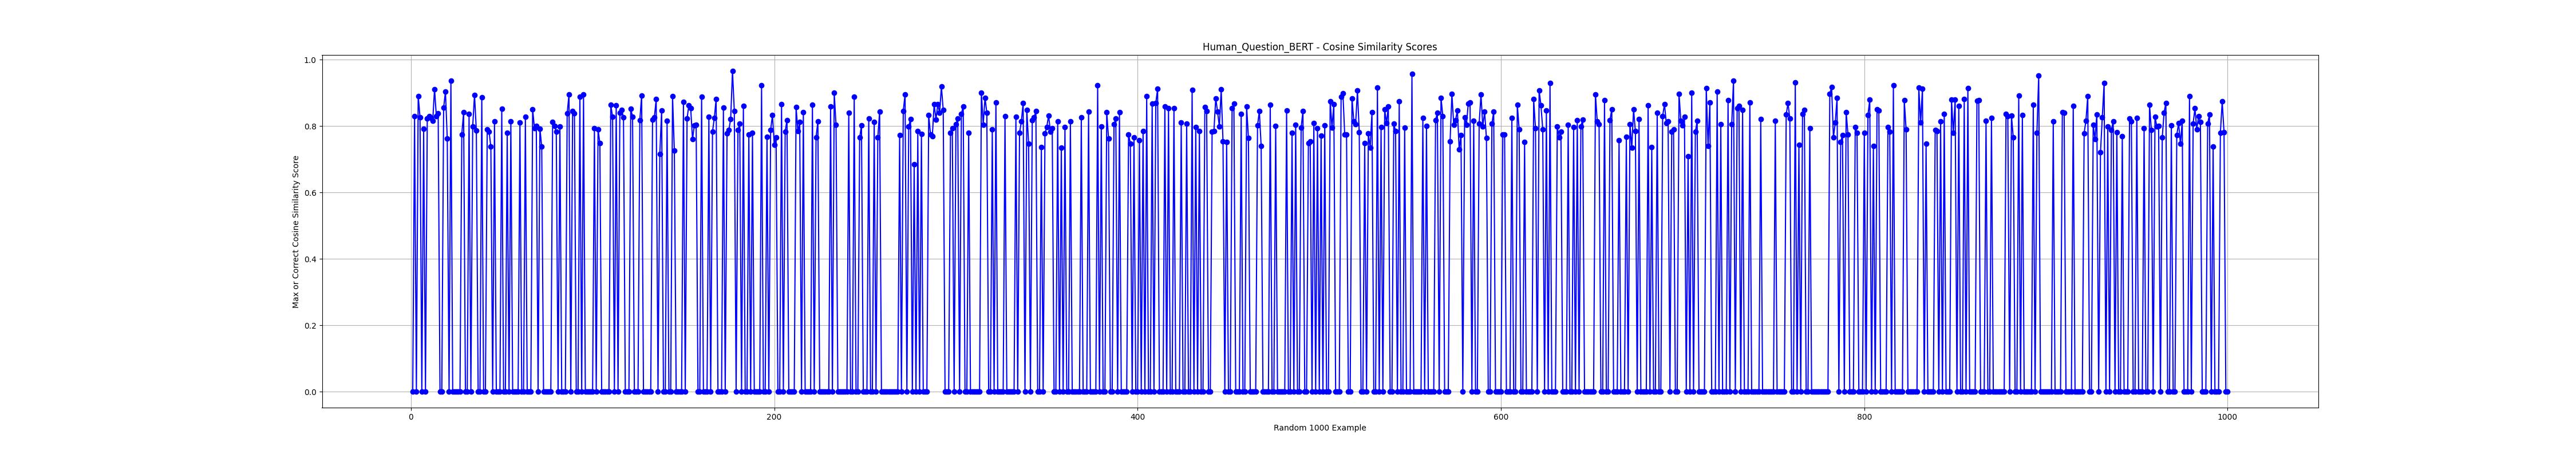 Human_Question_BERT - Cosine Similarity Scores
Max or Correct Cosine Similarity Score
1.0
0.8
0.6
0.4
0.2
0.0
0 200 400 600 800 1000
Random 1000 Example